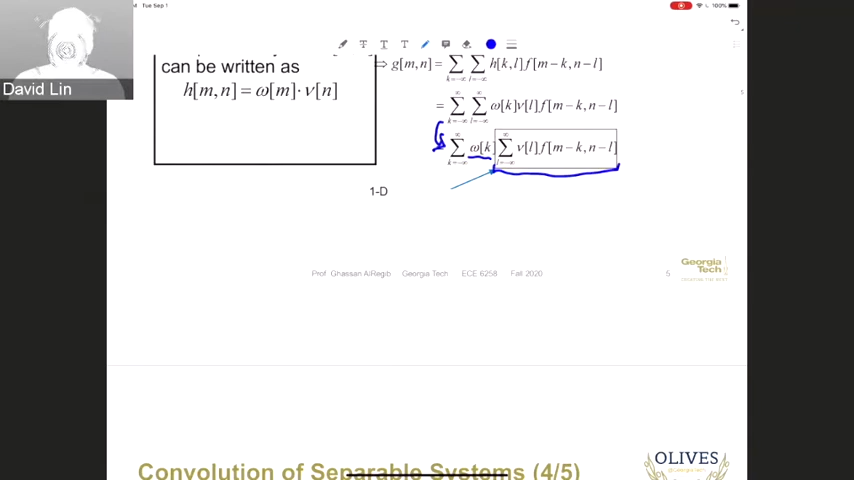 Tue Sep 1
100%
David Lin
can be written as
h[m,n] = ω[m]·ν[n]
⇒ g[m,n] = ∑_{k=-∞}^{∞} ∑_{l=-∞}^{∞} h[k,l] f[m-k,n-l]
= ∑_{k=-∞}^{∞} ∑_{l=-∞}^{∞} ω[k]ν[l] f[m-k,n-l]
∑_{k=-∞}^{∞} ω[k] ∑_{l=-∞}^{∞} ν[l] f[m-k,n-l]
1-D
Prof Ghassan AlRegib Georgia Tech ECE 6258 Fall 2020
5
Georgia
Tech
Convolution of Separable Systems (4/5)
OLIVES